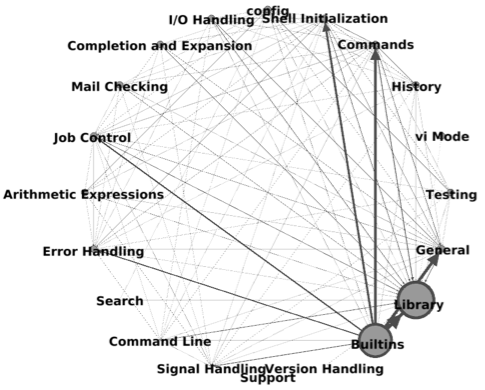 config
I/O Handling
Shell Initialization
Completion and Expansion
Commands
Mail Checking
History
Job Control
vi Mode
Arithmetic Expressions
Testing
Error Handling
General
Search
Library
Command Line
Builtins
Signal Handling
Version Handling
Support